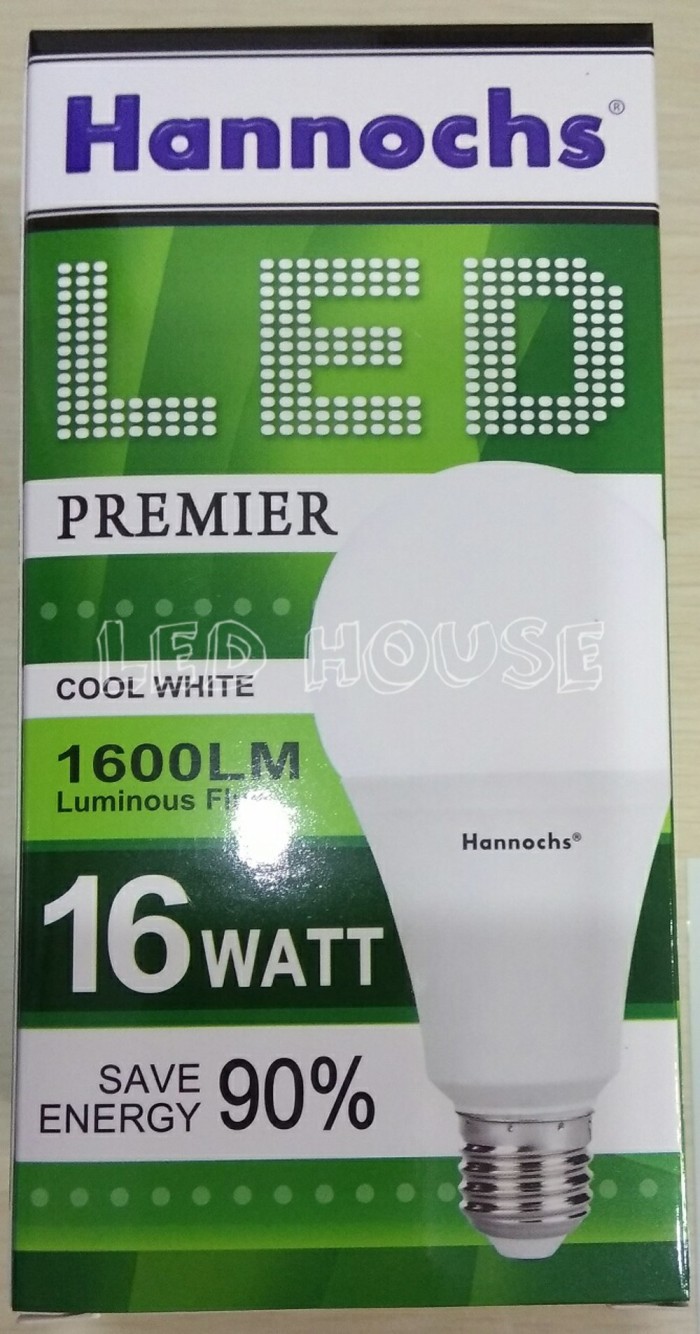 Hannochs®
LED
PREMIER
LED HOUSE
COOL WHITE
1600LM
Luminous
16 WATT
SAVE
ENERGY 90%
Hannochs®